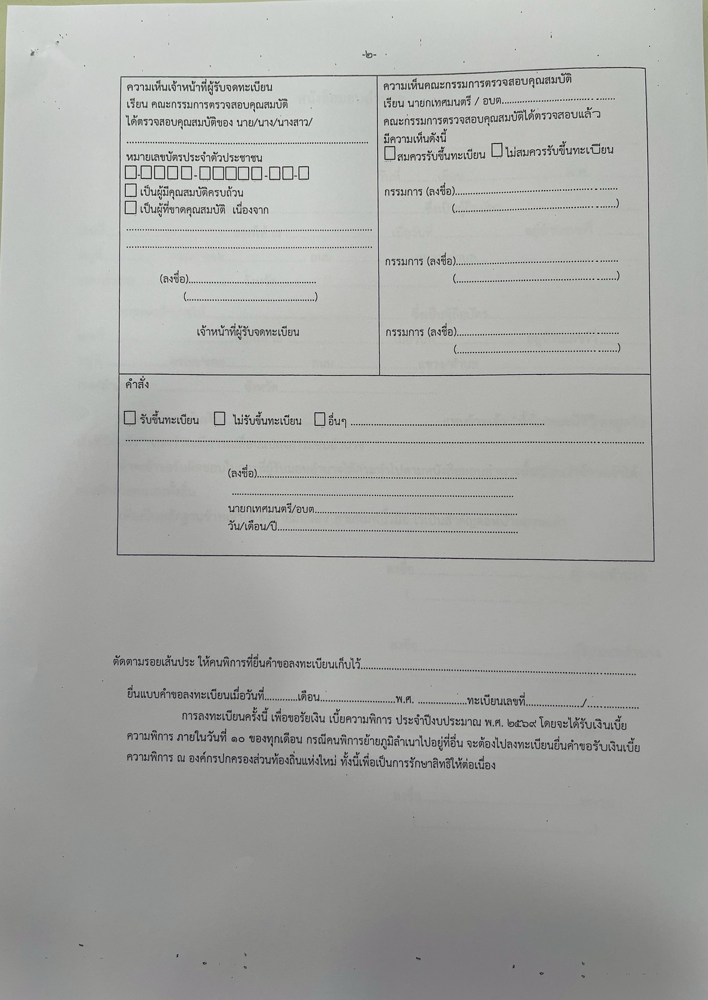 -๒-
ความเห็นเจ้าหน้าที่ผู้รับจดทะเบียน
เรียน คณะกรรมการตรวจสอบคุณสมบัติ
ได้ตรวจสอบคุณสมบัติของ นาย/นาง/นางสาว/
......................................................................................
หมายเลขบัตรประจำตัวประชาชน
☐-☐☐☐☐-☐☐☐☐☐-☐☐-☐
☐ เป็นผู้มีคุณสมบัติครบถ้วน
☐ เป็นผู้ที่ขาดคุณสมบัติ เนื่องจาก
......................................................................................
......................................................................................
(ลงชื่อ)..............................................
(..............................................)
เจ้าหน้าที่ผู้รับจดทะเบียน
ความเห็นคณะกรรมการตรวจสอบคุณสมบัติ
เรียน นายกเทศมนตรี / อบต........................................
คณะกรรมการตรวจสอบคุณสมบัติได้ตรวจสอบแล้ว
มีความเห็นดังนี้
☐ สมควรรับขึ้นทะเบียน ☐ ไม่สมควรรับขึ้นทะเบียน
กรรมการ (ลงชื่อ)..........................................................
(..........................................................)
กรรมการ (ลงชื่อ)..........................................................
(..........................................................)
กรรมการ (ลงชื่อ)..........................................................
(..........................................................)
คำสั่ง
☐ รับขึ้นทะเบียน ☐ ไม่รับขึ้นทะเบียน ☐ อื่นๆ ......................................................................
......................................................................................
(ลงชื่อ)..............................................................................................
....................................................................................................
นายกเทศมนตรี/อบต.........................................................................
วัน/เดือน/ปี.....................................................................................
ตัดตามรอยเส้นประ ให้คนพิการที่ยื่นคำขอลงทะเบียนเก็บไว้....................................................................................................
ยื่นแบบคำขอลงทะเบียนเมื่อวันที่............เดือน...........................พ.ศ. ..................ทะเบียนเลขที่...................../...................
การลงทะเบียนครั้งนี้ เพื่อขอรัยเงิน เบี้ยความพิการ ประจำปีงบประมาณ พ.ศ. ๒๕๖๙ โดยจะได้รับเงินเบี้ย
ความพิการ ภายในวันที่ ๑๐ ของทุกเดือน กรณีคนพิการย้ายภูมิลำเนาไปอยู่ที่อื่น จะต้องไปลงทะเบียนยื่นคำขอรับเงินเบี้ย
ความพิการ ณ องค์กรปกครองส่วนท้องถิ่นแห่งใหม่ ทั้งนี้เพื่อเป็นการรักษาสิทธิให้ต่อเนื่อง